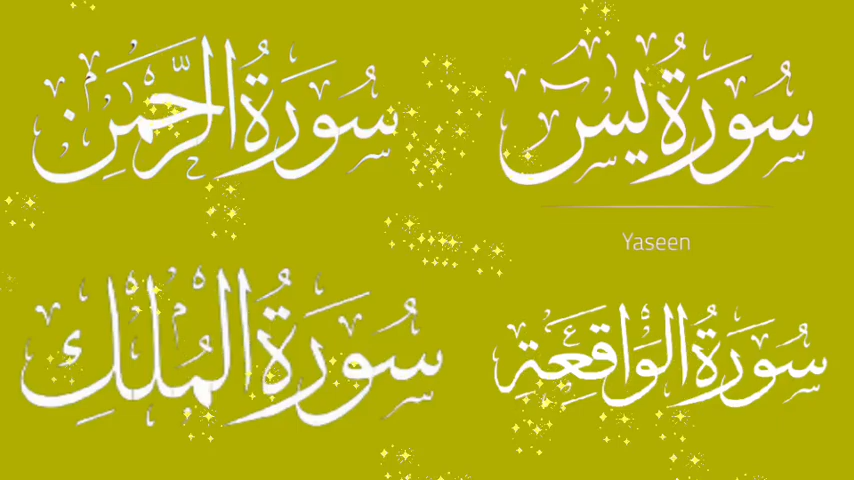 سُورَةُ يسٓ
Yaseen
سُورَةُ الرَّحْمَٰن
سُورَةُ الوَاقِعَةِ
سُورَةُ المُلْكِ